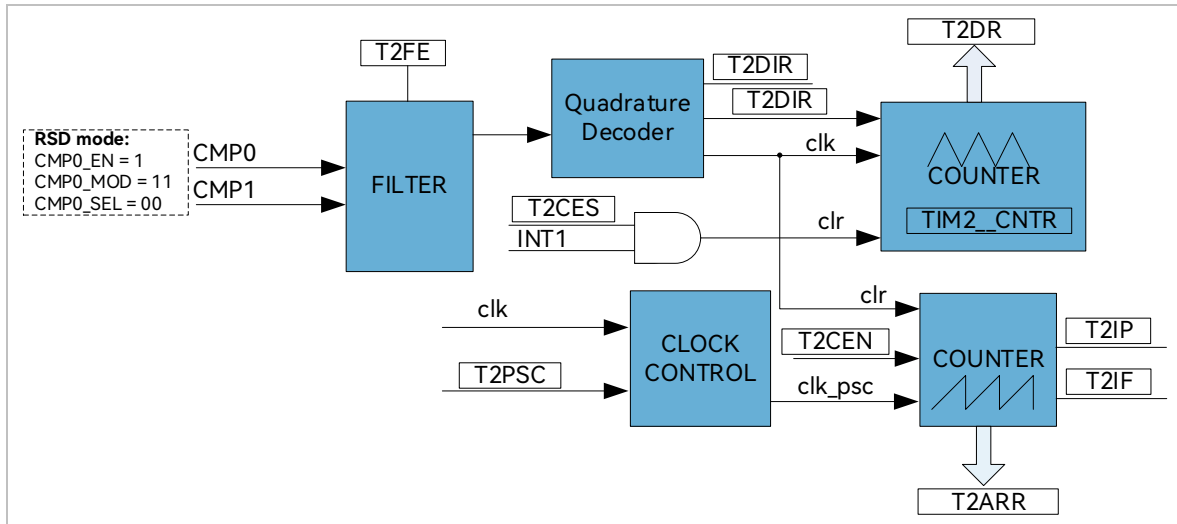 T2DR
T2FE
T2DIR
T2DIR
Quadrature
Decoder
RSD mode:
CMP0_EN = 1
CMP0_MOD = 11
CMP0_SEL = 00
CMP0
CMP1
FILTER
clk
COUNTER
TIM2__CNTR
T2CES
INT1
clr
clk
T2PSC
CLOCK
CONTROL
clr
T2CEN
clk_psc
COUNTER
T2IP
T2IF
T2ARR